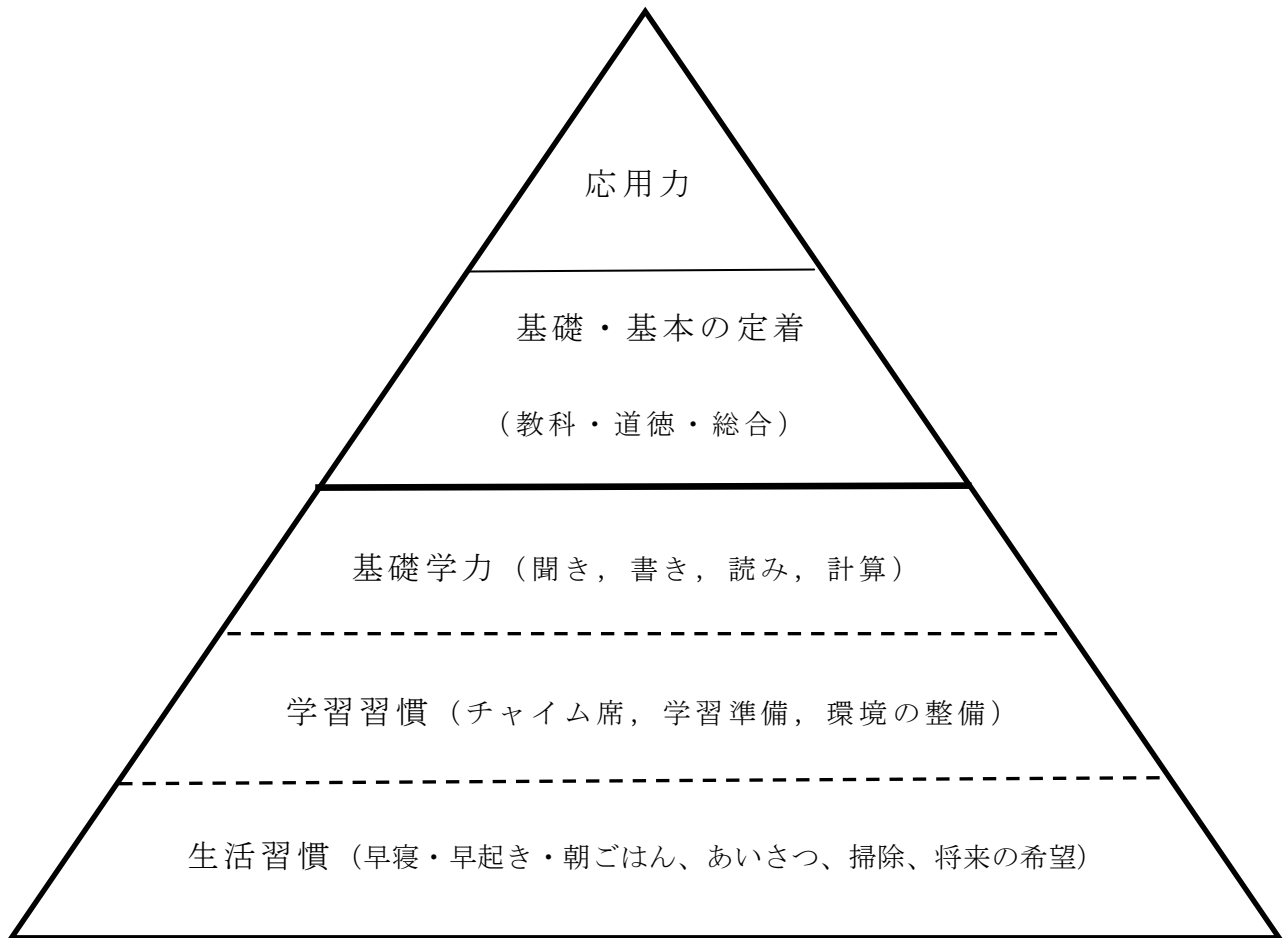 応用力
基礎・基本の定着
（教科・道徳・総合）
基礎学力（聞き，書き，読み，計算）
学習習慣（チャイム席，学習準備，環境の整備）
生活習慣（早寝・早起き・朝ごはん、あいさつ、掃除、将来の希望）